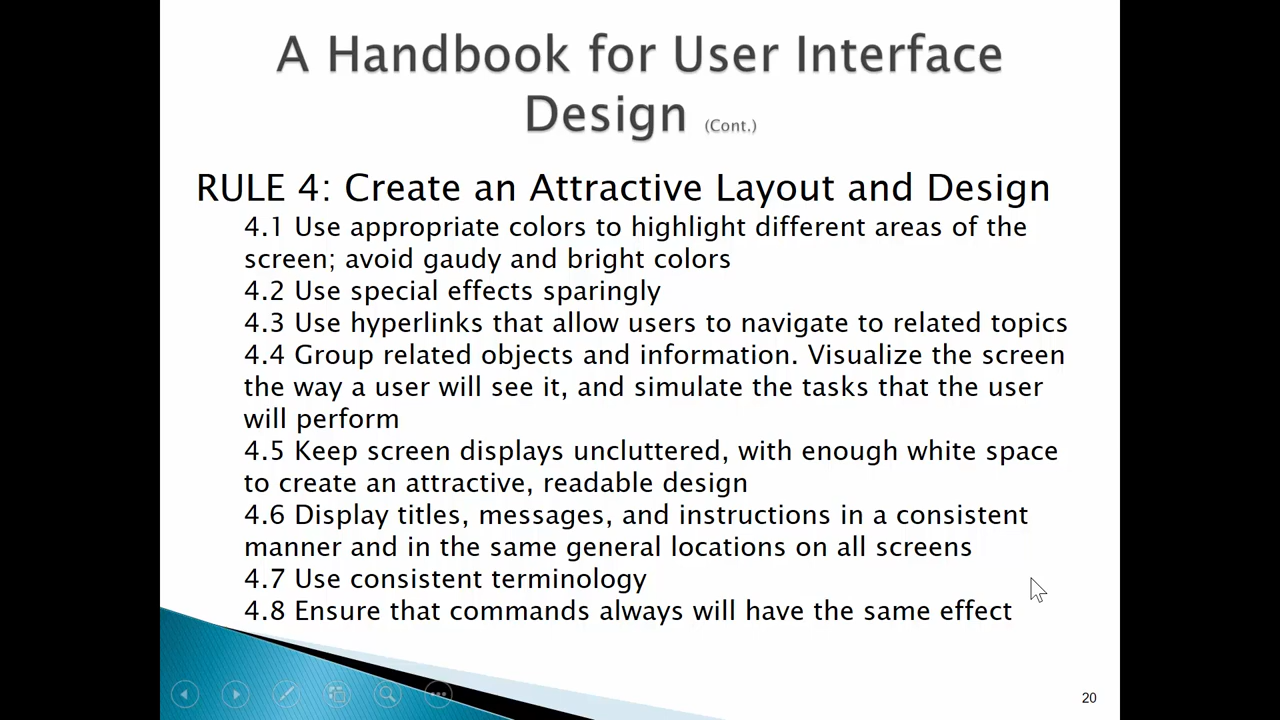 A Handbook for User Interface
Design (Cont.)
RULE 4: Create an Attractive Layout and Design
4.1 Use appropriate colors to highlight different areas of the
screen; avoid gaudy and bright colors
4.2 Use special effects sparingly
4.3 Use hyperlinks that allow users to navigate to related topics
4.4 Group related objects and information. Visualize the screen
the way a user will see it, and simulate the tasks that the user
will perform
4.5 Keep screen displays uncluttered, with enough white space
to create an attractive, readable design
4.6 Display titles, messages, and instructions in a consistent
manner and in the same general locations on all screens
4.7 Use consistent terminology
4.8 Ensure that commands always will have the same effect
20